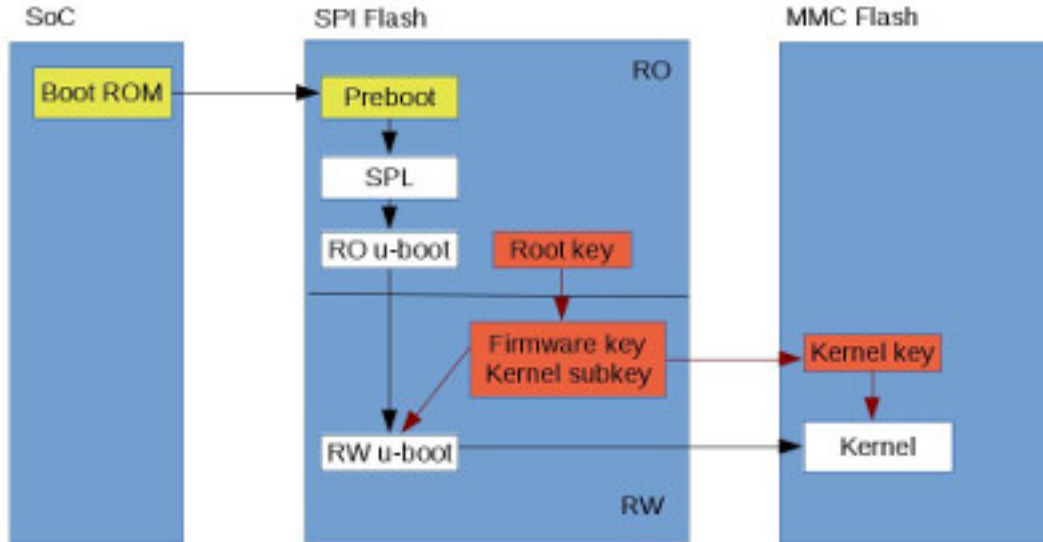 SoC
SPI Flash
MMC Flash
RO
Boot ROM
Preboot
SPL
RO u-boot
Root key
Firmware key
Kernel subkey
Kernel key
RW u-boot
Kernel
RW